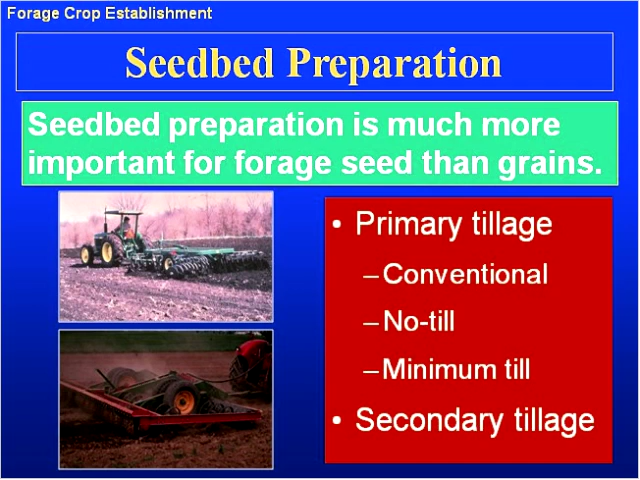 Forage Crop Establishment
Seedbed Preparation
Seedbed preparation is much more
important for forage seed than grains.
• Primary tillage
–Conventional
–No-till
–Minimum till
• Secondary tillage